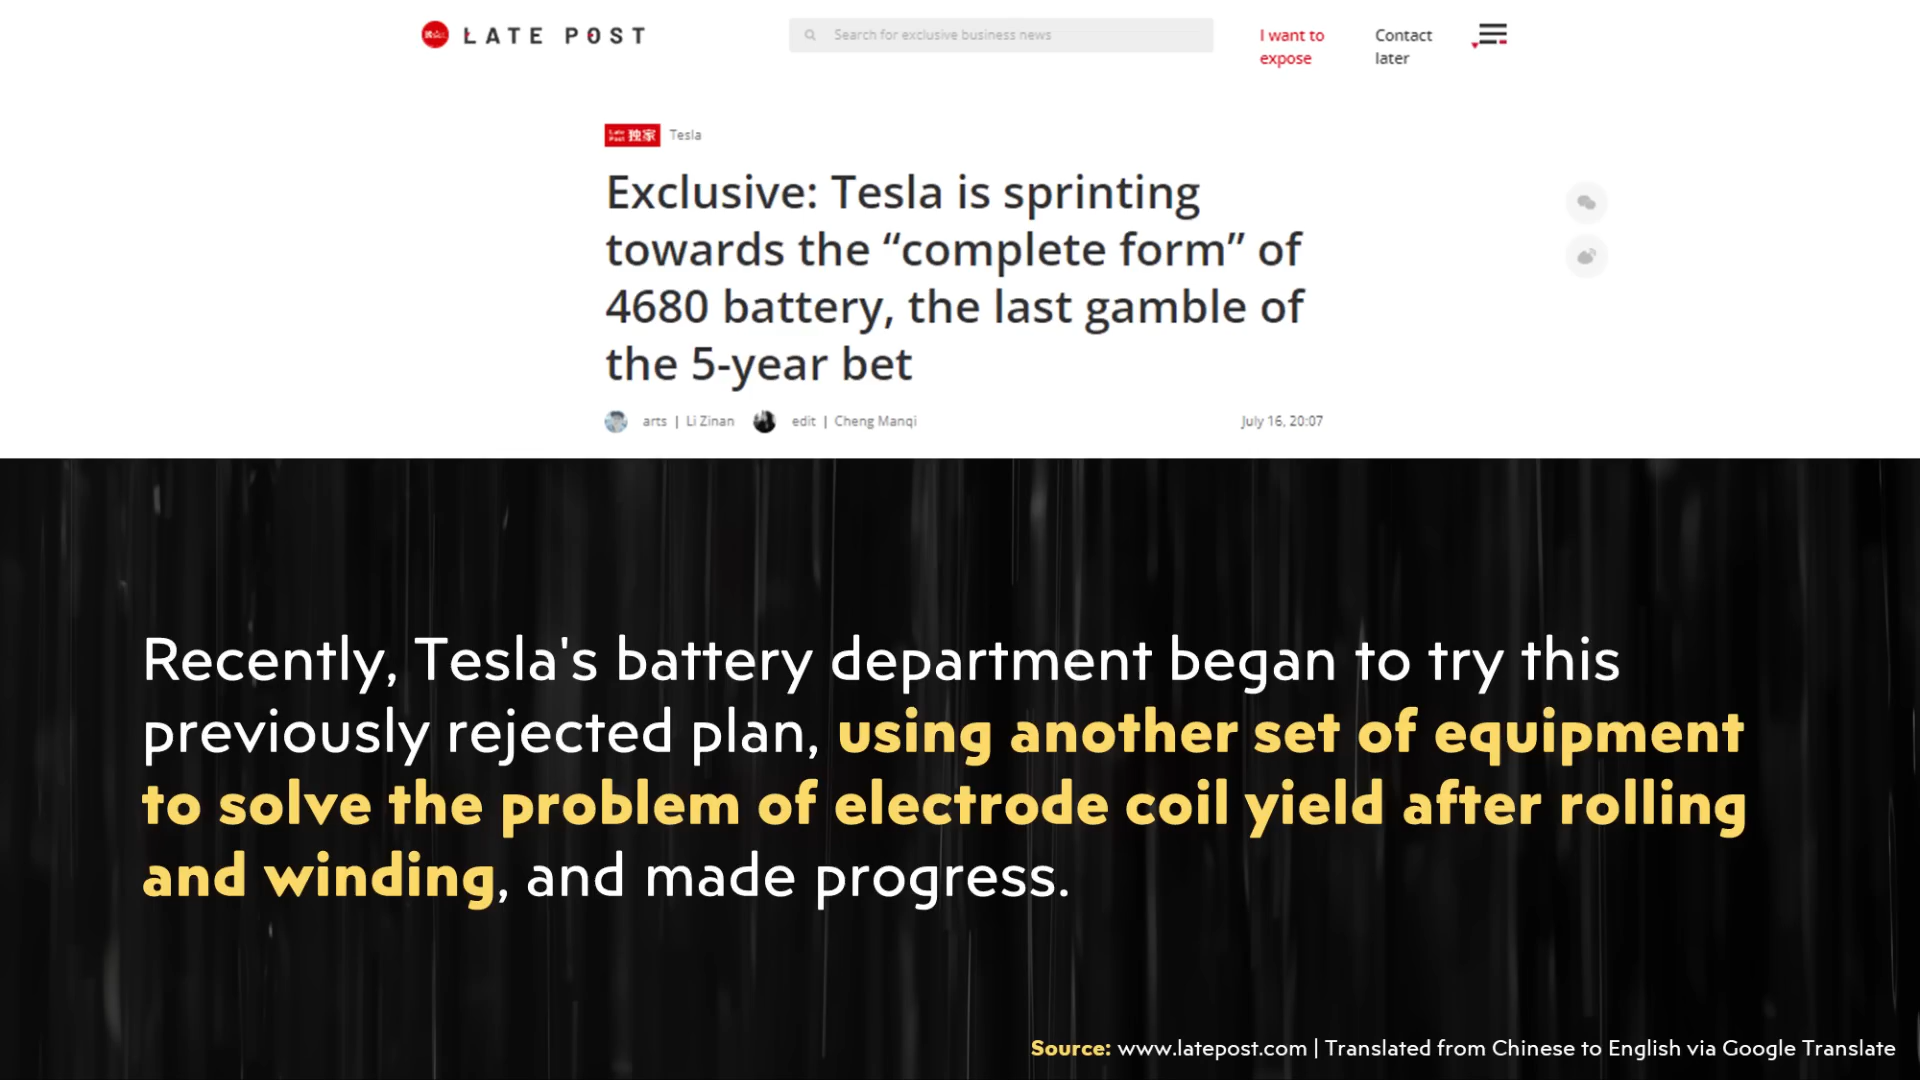 LATE POST
Search for exclusive business news
I want to
expose
Contact
later
Late
Post 独家 Tesla
Exclusive: Tesla is sprinting
towards the “complete form” of
4680 battery, the last gamble of
the 5-year bet
arts | Li Zinan edit | Cheng Manqi July 16, 20:07
Recently, Tesla's battery department began to try this
previously rejected plan, using another set of equipment
to solve the problem of electrode coil yield after rolling
and winding, and made progress.
Source: www.latepost.com | Translated from Chinese to English via Google Translate